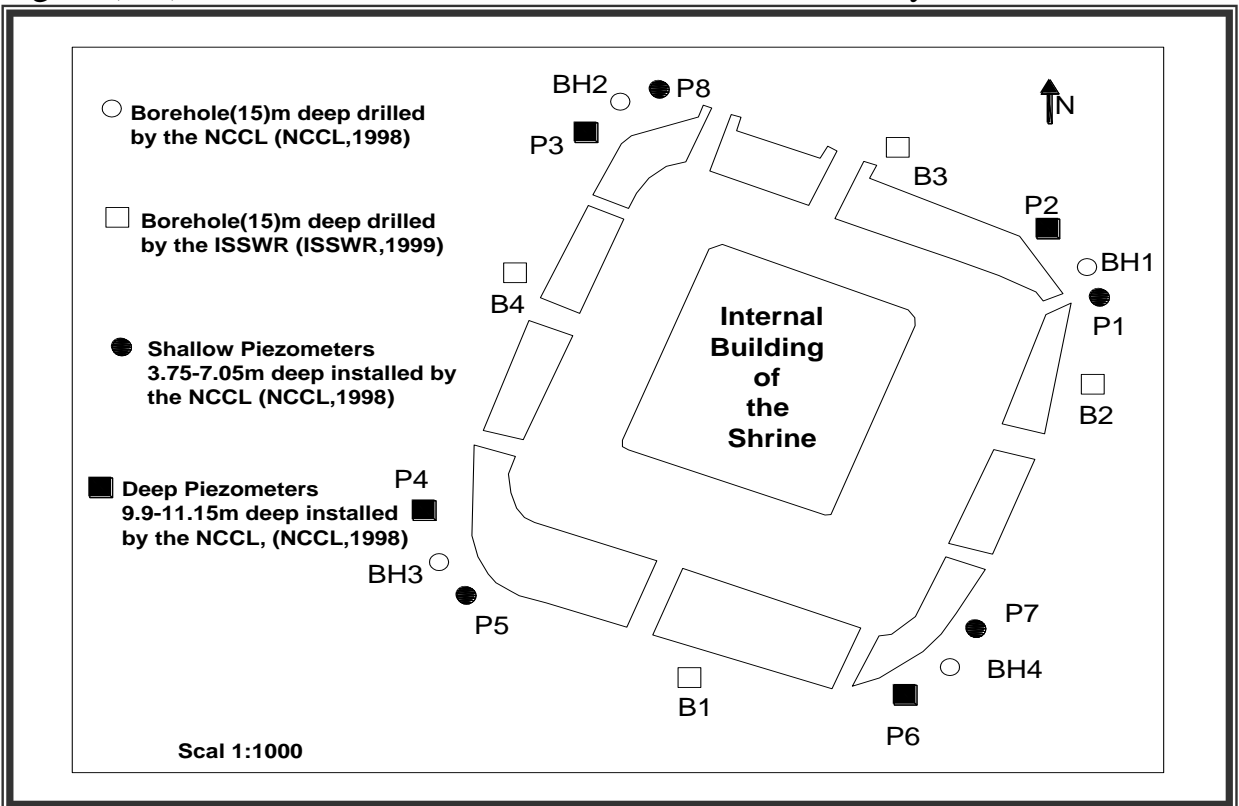 Borehole(15)m deep drilled
by the NCCL (NCCL,1998)
Borehole(15)m deep drilled
by the ISSWR (ISSWR,1999)
Shallow Piezometers
3.75-7.05m deep installed by
the NCCL (NCCL,1998)
Deep Piezometers
9.9-11.15m deep installed
by the NCCL, (NCCL,1998)
Scal 1:1000
BH2
P8
P3
N
B3
P2
BH1
P1
B4
B2
Internal
Building
of
the
Shrine
P4
BH3
P5
P7
BH4
B1
P6